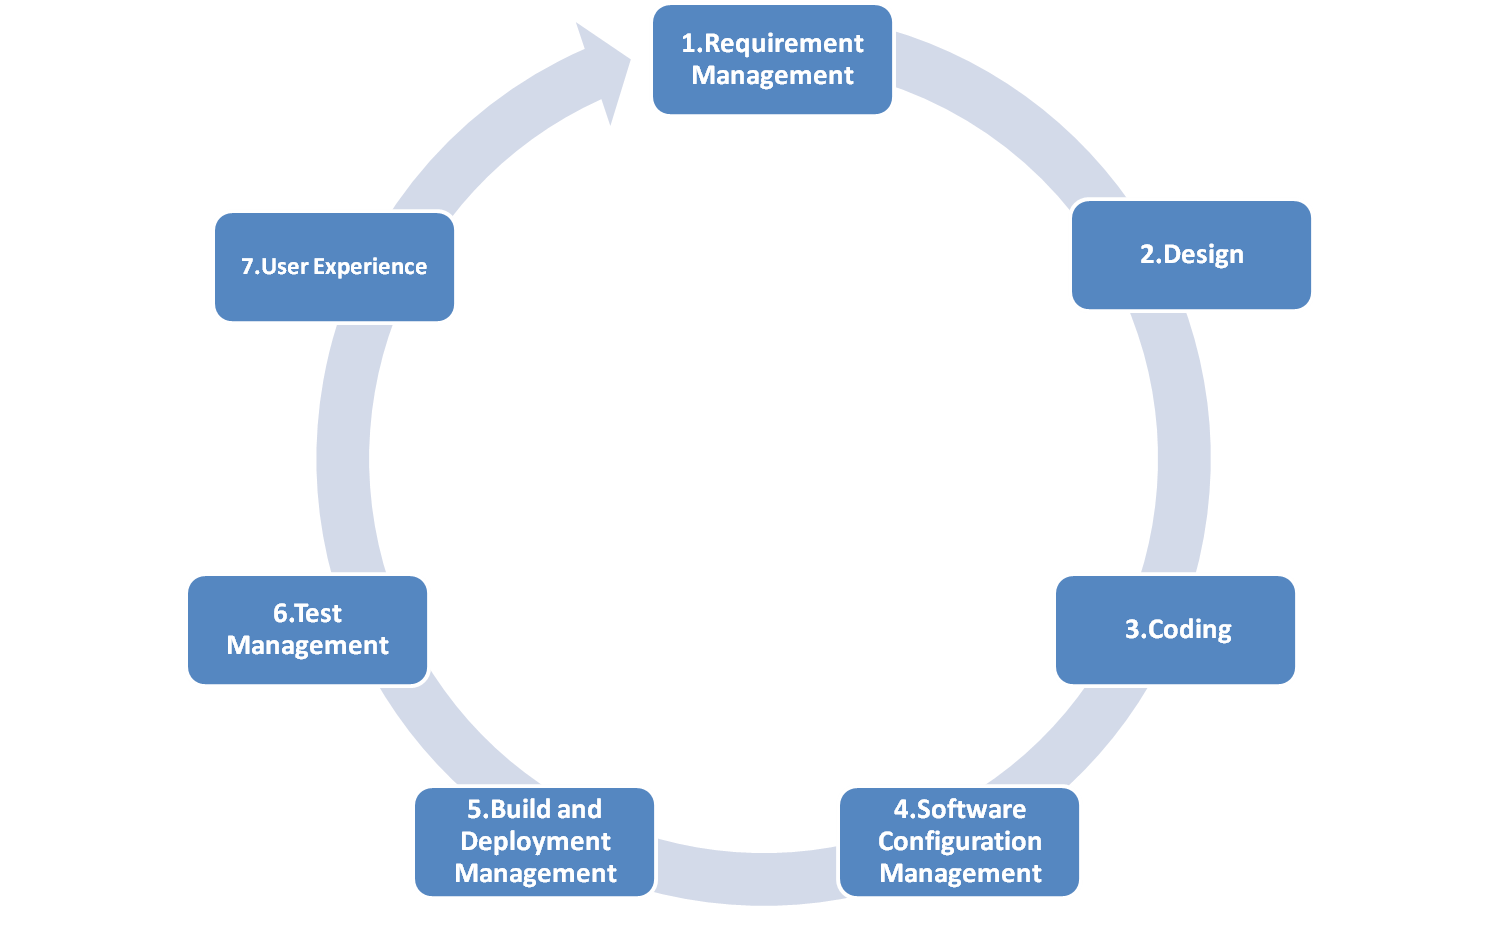 1.Requirement
Management
2.Design
3.Coding
4.Software
Configuration
Management
5.Build and
Deployment
Management
6.Test
Management
7.User Experience